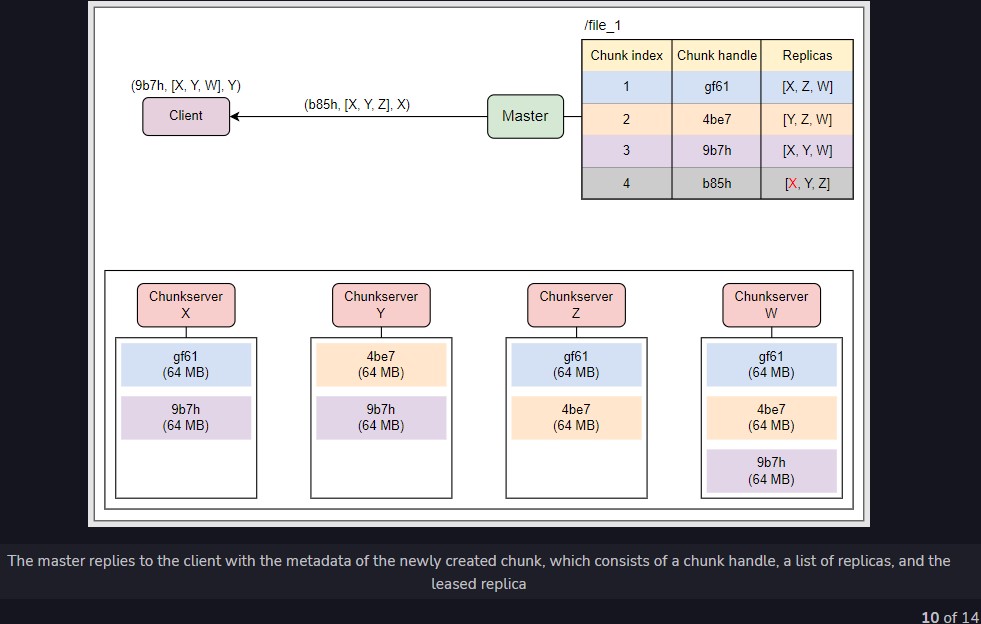 /file_1
Chunk index Chunk handle Replicas
1 gf61 [X, Z, W]
2 4be7 [Y, Z, W]
3 9b7h [X, Y, W]
4 b85h [X, Y, Z]
(9b7h, [X, Y, W], Y)
Client
(b85h, [X, Y, Z], X)
Master
Chunkserver
X
gf61
(64 MB)
9b7h
(64 MB)
Chunkserver
Y
4be7
(64 MB)
9b7h
(64 MB)
Chunkserver
Z
gf61
(64 MB)
4be7
(64 MB)
Chunkserver
W
gf61
(64 MB)
4be7
(64 MB)
9b7h
(64 MB)
The master replies to the client with the metadata of the newly created chunk, which consists of a chunk handle, a list of replicas, and the
leased replica
10 of 14